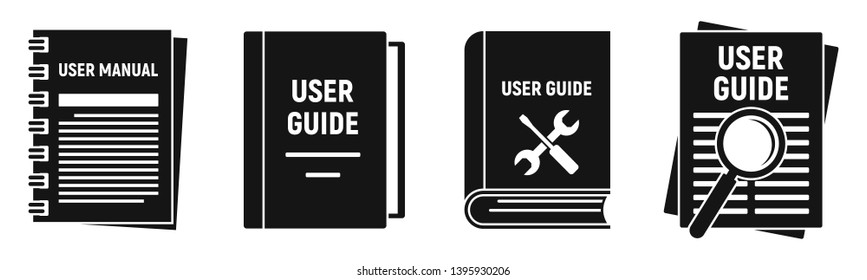 USER MANUAL
USER
GUIDE
USER GUIDE
USER
GUIDE
shutterstock.com · 1395930206